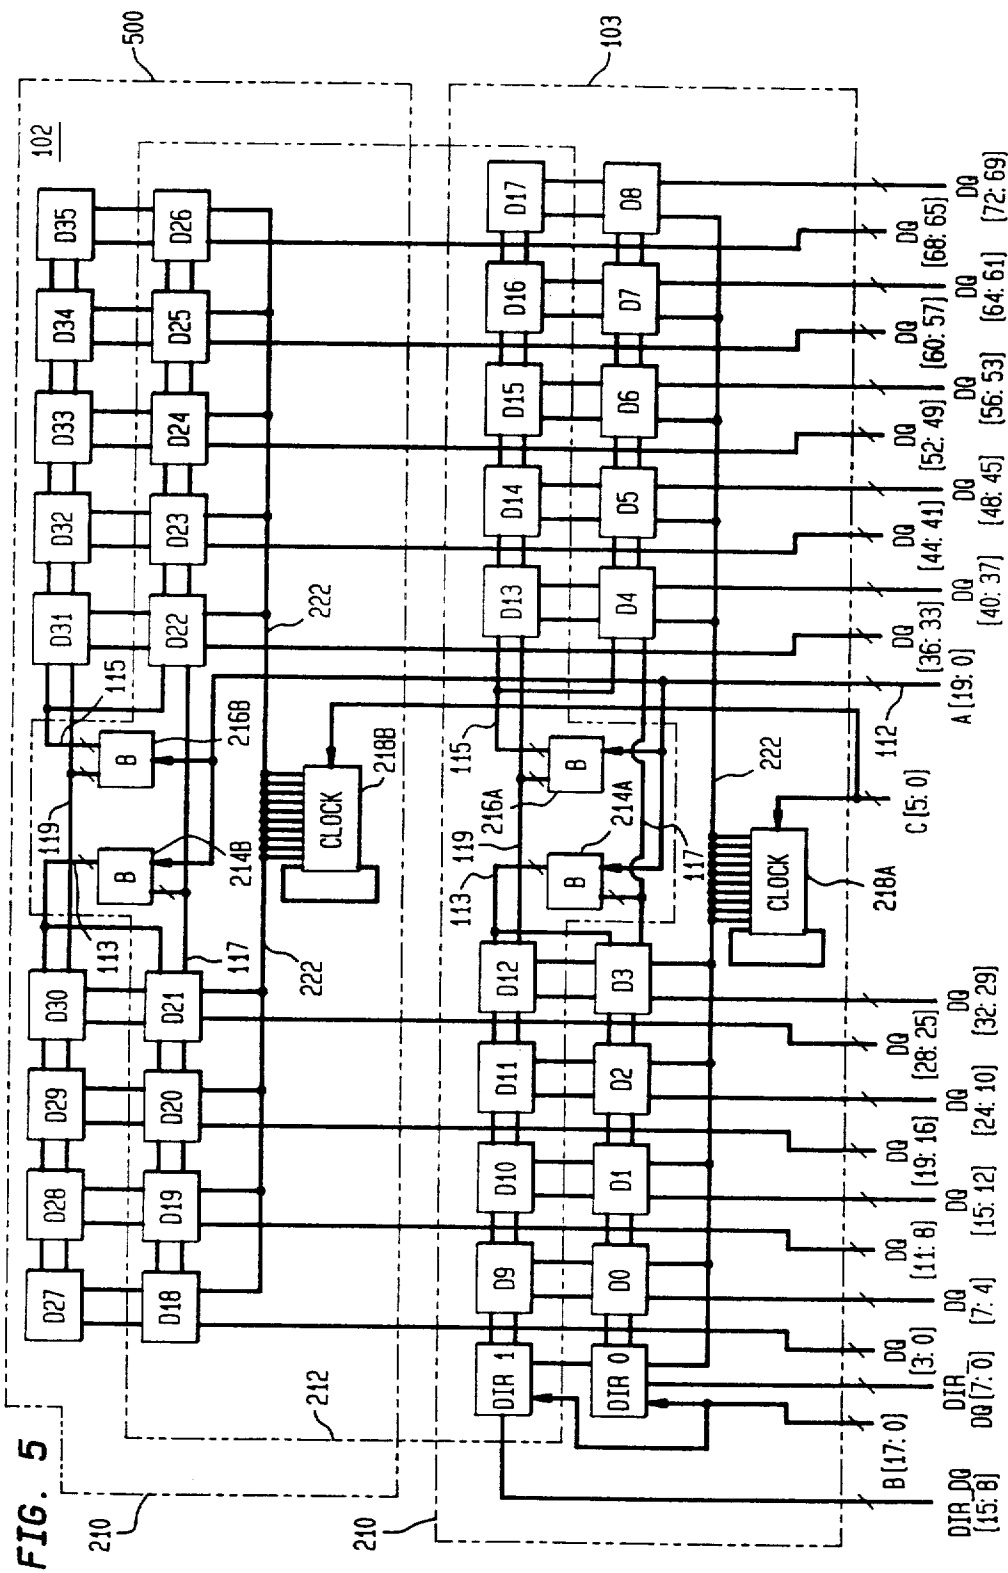 FIG. 5
210
212
102
500
D27
D28
D29
D30
D31
D32
D33
D34
D35
119
115
113
B
214B
B
216B
D18
D19
D20
D21
D22
D23
D24
D25
D26
117
222
222
CLOCK
218B
210
103
DIR 1
D9
D10
D11
D12
D13
D14
D15
D16
D17
113
119
115
B
214A
B
216A
117
DIR 0
D0
D1
D2
D3
D4
D5
D6
D7
D8
222
CLOCK
218A
DIR_DQ
[15:8]
B [17:0]
DIR_
DQ [7:0]
DQ
[3:0]
DQ
[7:4]
DQ
[11:8]
DQ
[15:12]
DQ
[19:16]
DQ
[24:10]
DQ
[28:25]
DQ
[32:29]
C [5:0]
112
A [19:0]
DQ
[36:33]
DQ
[40:37]
DQ
[44:41]
DQ
[48:45]
DQ
[52:49]
DQ
[56:53]
DQ
[60:57]
DQ
[64:61]
DQ
[68:65]
DQ
[72:69]